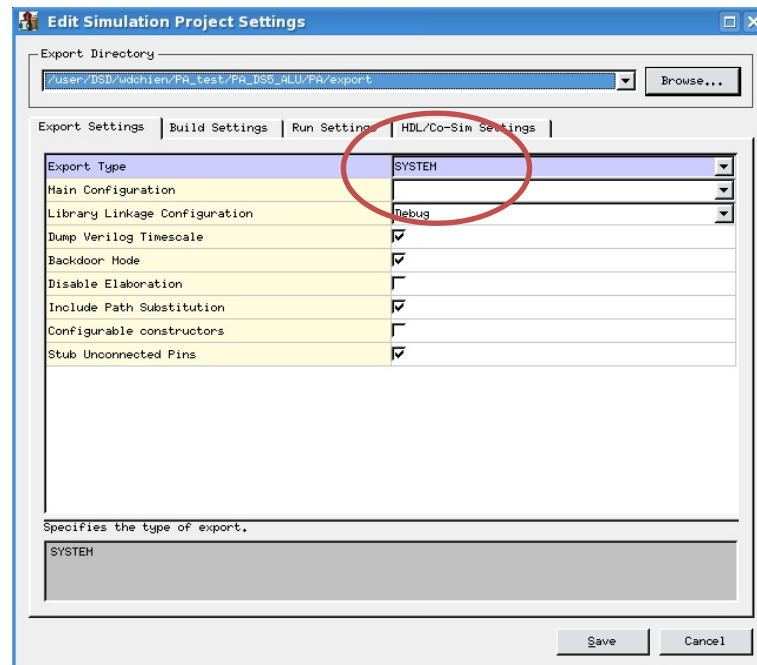 Edit Simulation Project Settings
Export Directory
/user/DSD/wdchien/PA_test/PA_DS5_ALU/PA/export
Browse...
Export Settings Build Settings Run Settings HDL/Co-Sim Settings
Export Type SYSTEM
Main Configuration
Library Linkage Configuration Debug
Dump Verilog Timescale
Backdoor Mode
Disable Elaboration
Include Path Substitution
Configurable constructors
Stub Unconnected Pins
Specifies the type of export.
SYSTEM
Save Cancel